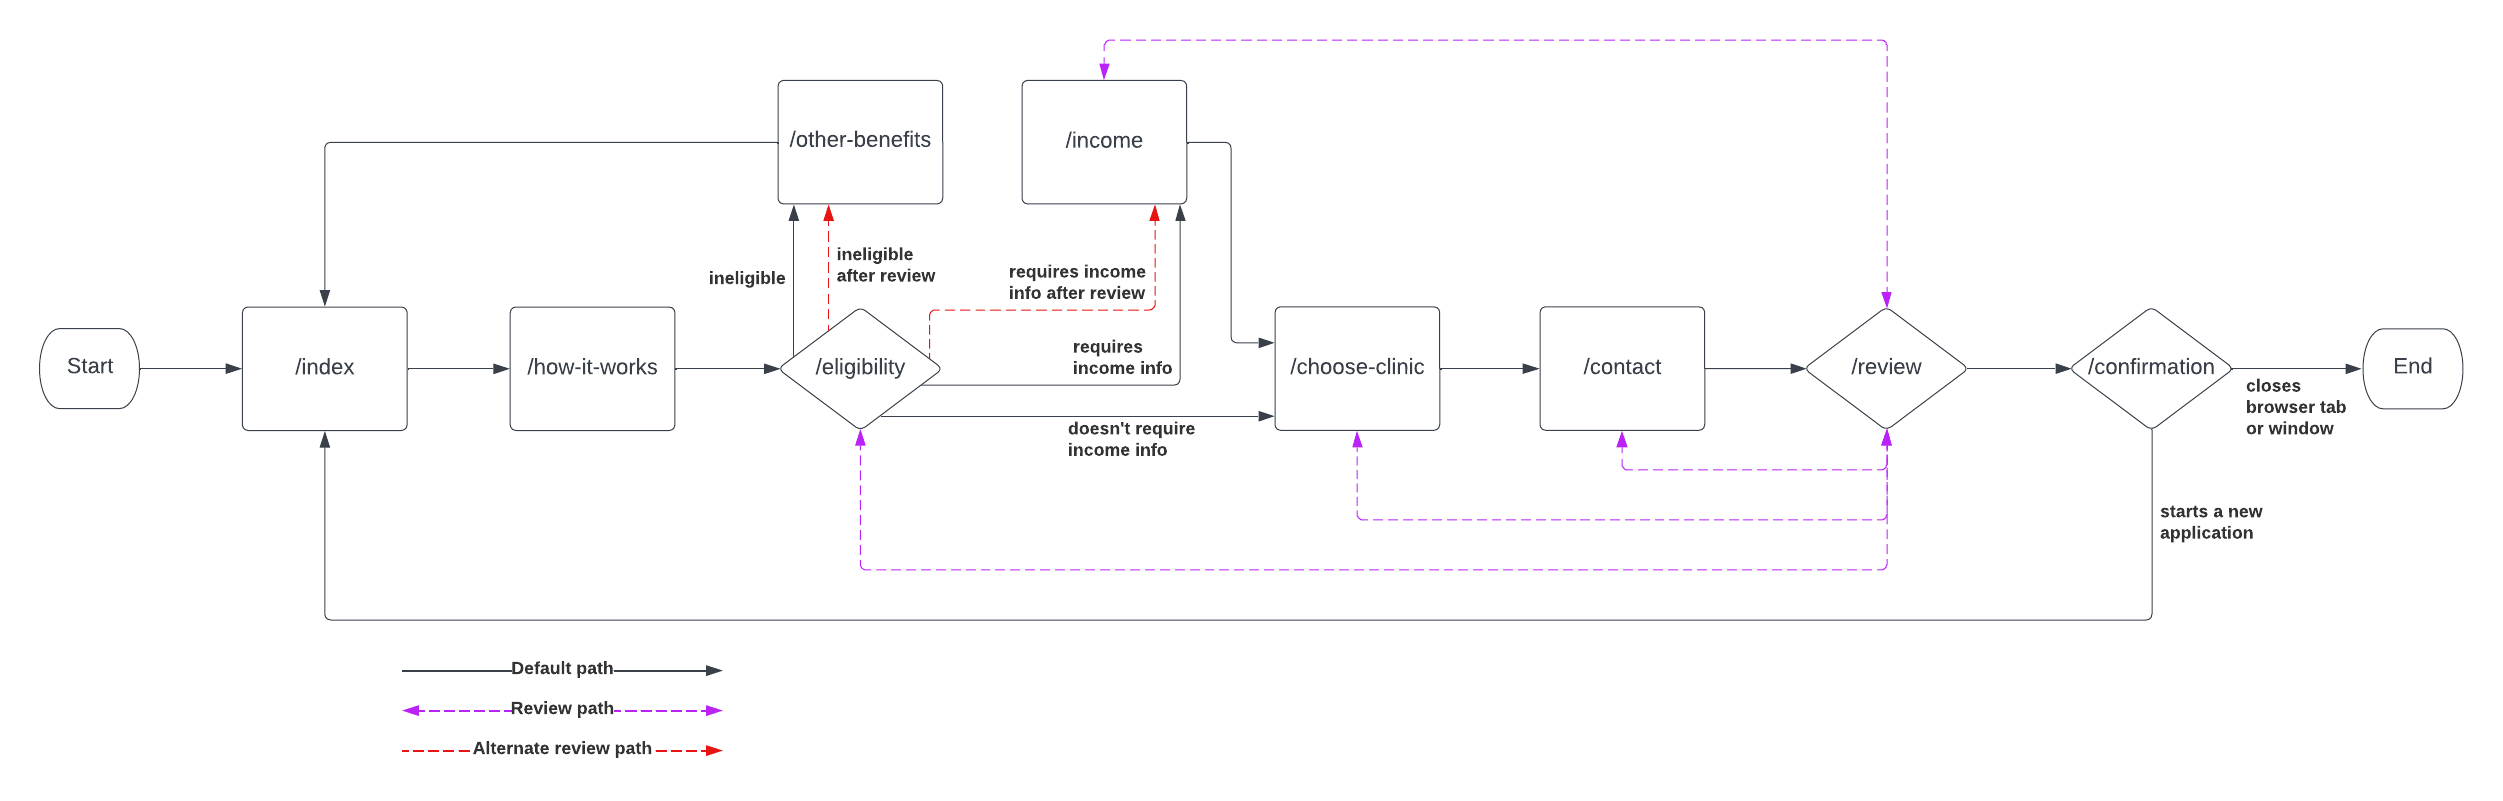 /other-benefits
/income
ineligible
ineligible
after review
requires income
info after review
requires
income info
Start
/index
/how-it-works
/eligibility
/choose-clinic
/contact
/review
/confirmation
End
doesn't require
income info
closes
browser tab
or window
starts a new
application
Default path
Review path
Alternate review path